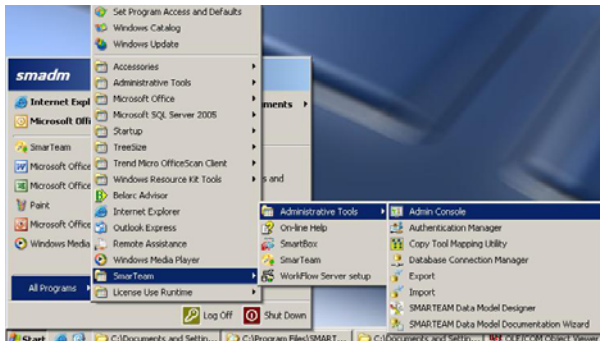 Set Program Access and Defaults
Windows Catalog
Windows Update
smadm
Accessories
Administrative Tools
Microsoft Office
Microsoft SQL Server 2005
Startup
TreeSize
Trend Micro OfficeScan Client
Windows Resource Kit Tools
Belarc Advisor
Internet Explorer
Outlook Express
Remote Assistance
Windows Media Player
SmarTeam
License Use Runtime
Internet Expl
Microsoft Offi
SmarTeam
Microsoft Office
Microsoft Office
Paint
Microsoft Office
Windows Media
All Programs
ments
s and
Administrative Tools
On-line Help
SmartBox
SmarTeam
WorkFlow Server setup
Admin Console
Authentication Manager
Copy Tool Mapping Utility
Database Connection Manager
Export
Import
SMARTEAM Data Model Designer
SMARTEAM Data Model Documentation Wizard
Log Off
Shut Down
Start
C:\Documents and Settin...
C:\Program Files\SMART...
C:\Documents and Settin...
OLE/COM Object Viewer